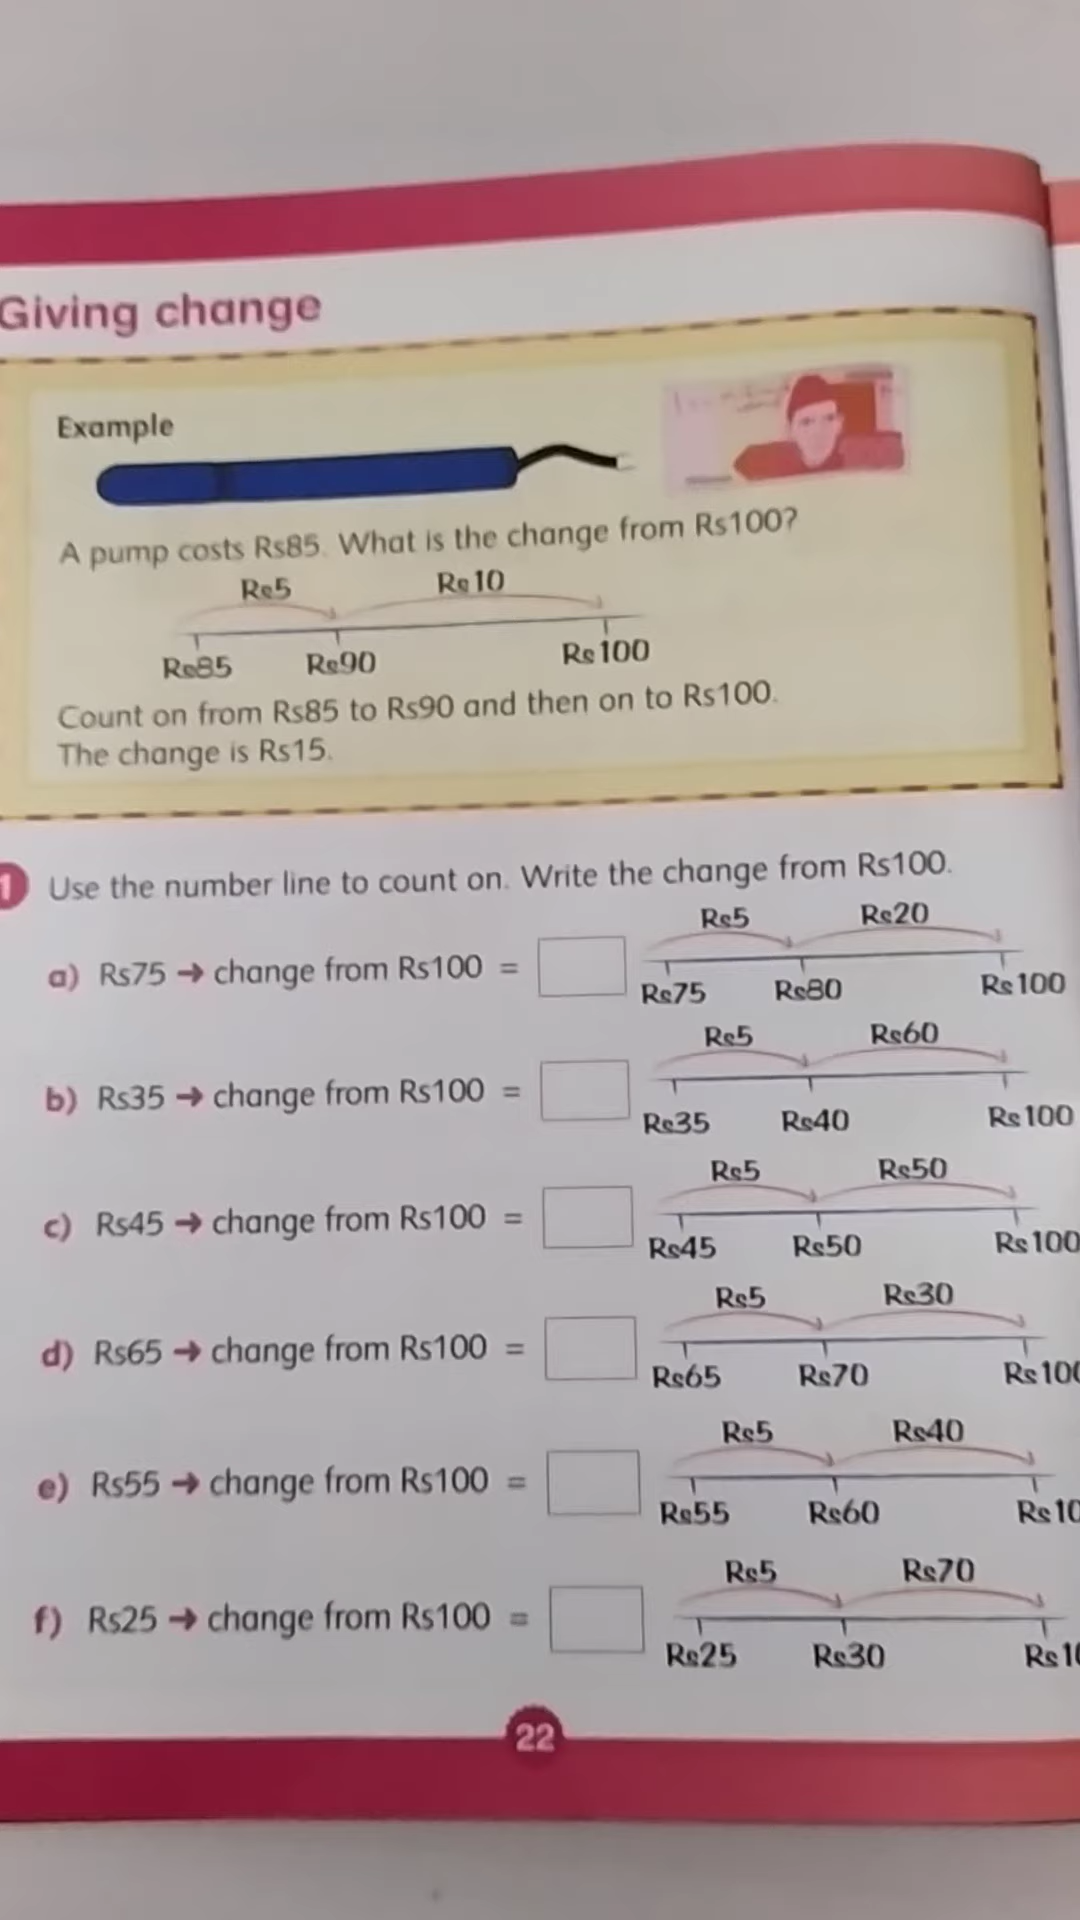 Giving change
Example
A pump costs Rs85. What is the change from Rs100?
Rs5 Rs10
Rs85 Rs90 Rs100
Count on from Rs85 to Rs90 and then on to Rs100.
The change is Rs15.
1 Use the number line to count on. Write the change from Rs100.
Rs5 Rs20
a) Rs75 → change from Rs100 =
Rs75 Rs80 Rs100
Rs5 Rs60
b) Rs35 → change from Rs100 =
Rs35 Rs40 Rs100
Rs5 Rs50
c) Rs45 → change from Rs100 =
Rs45 Rs50 Rs100
Rs5 Rs30
d) Rs65 → change from Rs100 =
Rs65 Rs70 Rs100
Rs5 Rs40
e) Rs55 → change from Rs100 =
Rs55 Rs60 Rs10
Rs5 Rs70
f) Rs25 → change from Rs100 =
Rs25 Rs30 Rs10
22